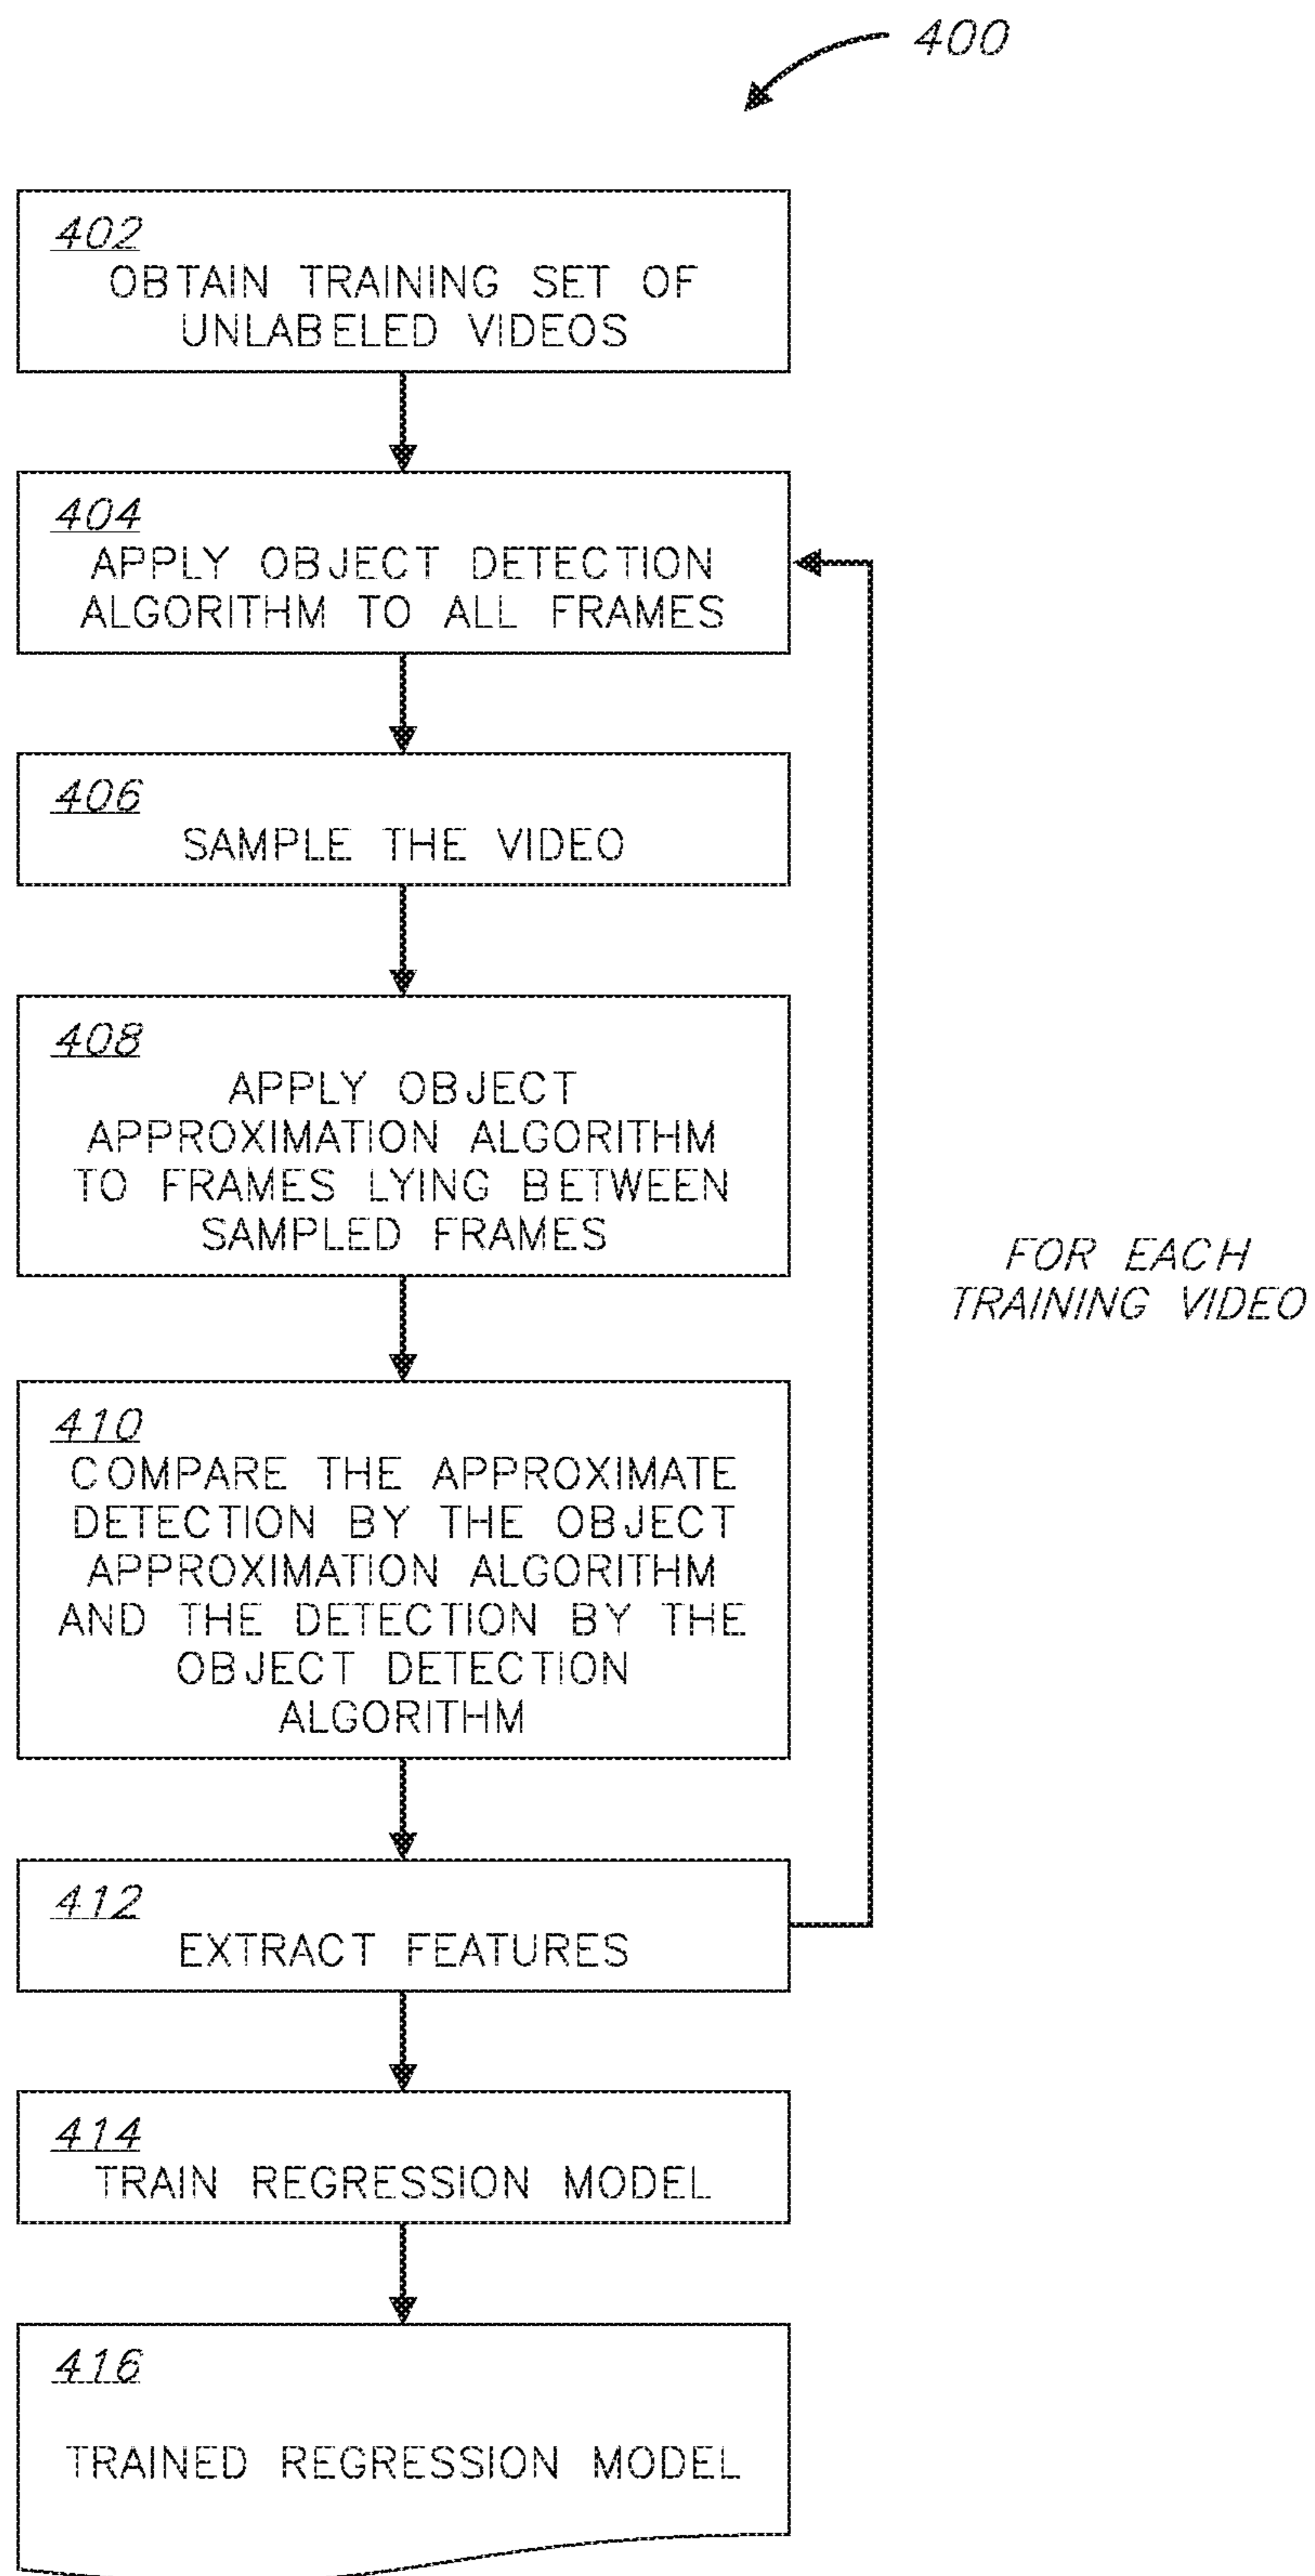 400
402
OBTAIN TRAINING SET OF
UNLABELED VIDEOS
404
APPLY OBJECT DETECTION
ALGORITHM TO ALL FRAMES
406
SAMPLE THE VIDEO
408
APPLY OBJECT
APPROXIMATION ALGORITHM
TO FRAMES LYING BETWEEN
SAMPLED FRAMES
FOR EACH
TRAINING VIDEO
410
COMPARE THE APPROXIMATE
DETECTION BY THE OBJECT
APPROXIMATION ALGORITHM
AND THE DETECTION BY THE
OBJECT DETECTION
ALGORITHM
412
EXTRACT FEATURES
414
TRAIN REGRESSION MODEL
416
TRAINED REGRESSION MODEL